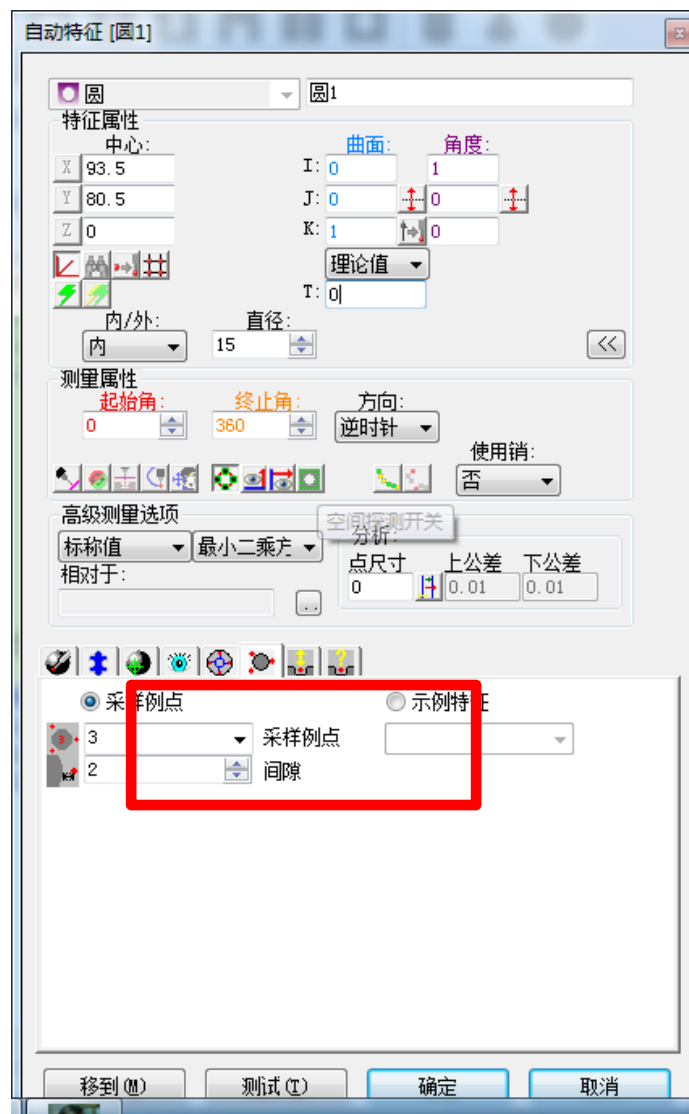 自动特征 [圆1]
圆 圆1
特征属性
中心: 曲面: 角度:
X 93.5 I: 0 1
Y 80.5 J: 0 0
Z 0 K: 1 0
理论值
T: 0
内/外: 直径:
内 15 <<
测量属性
起始角: 终止角: 方向:
0 360 逆时针
使用销:
否
高级测量选项 空间探测开关
分析:
标称值 最小二乘方 点尺寸 上公差 下公差
相对于: 0 0.01 0.01
..
采样例点 示例特征
3 采样例点
2 间隙
移到(M) 测试(T) 确定 取消